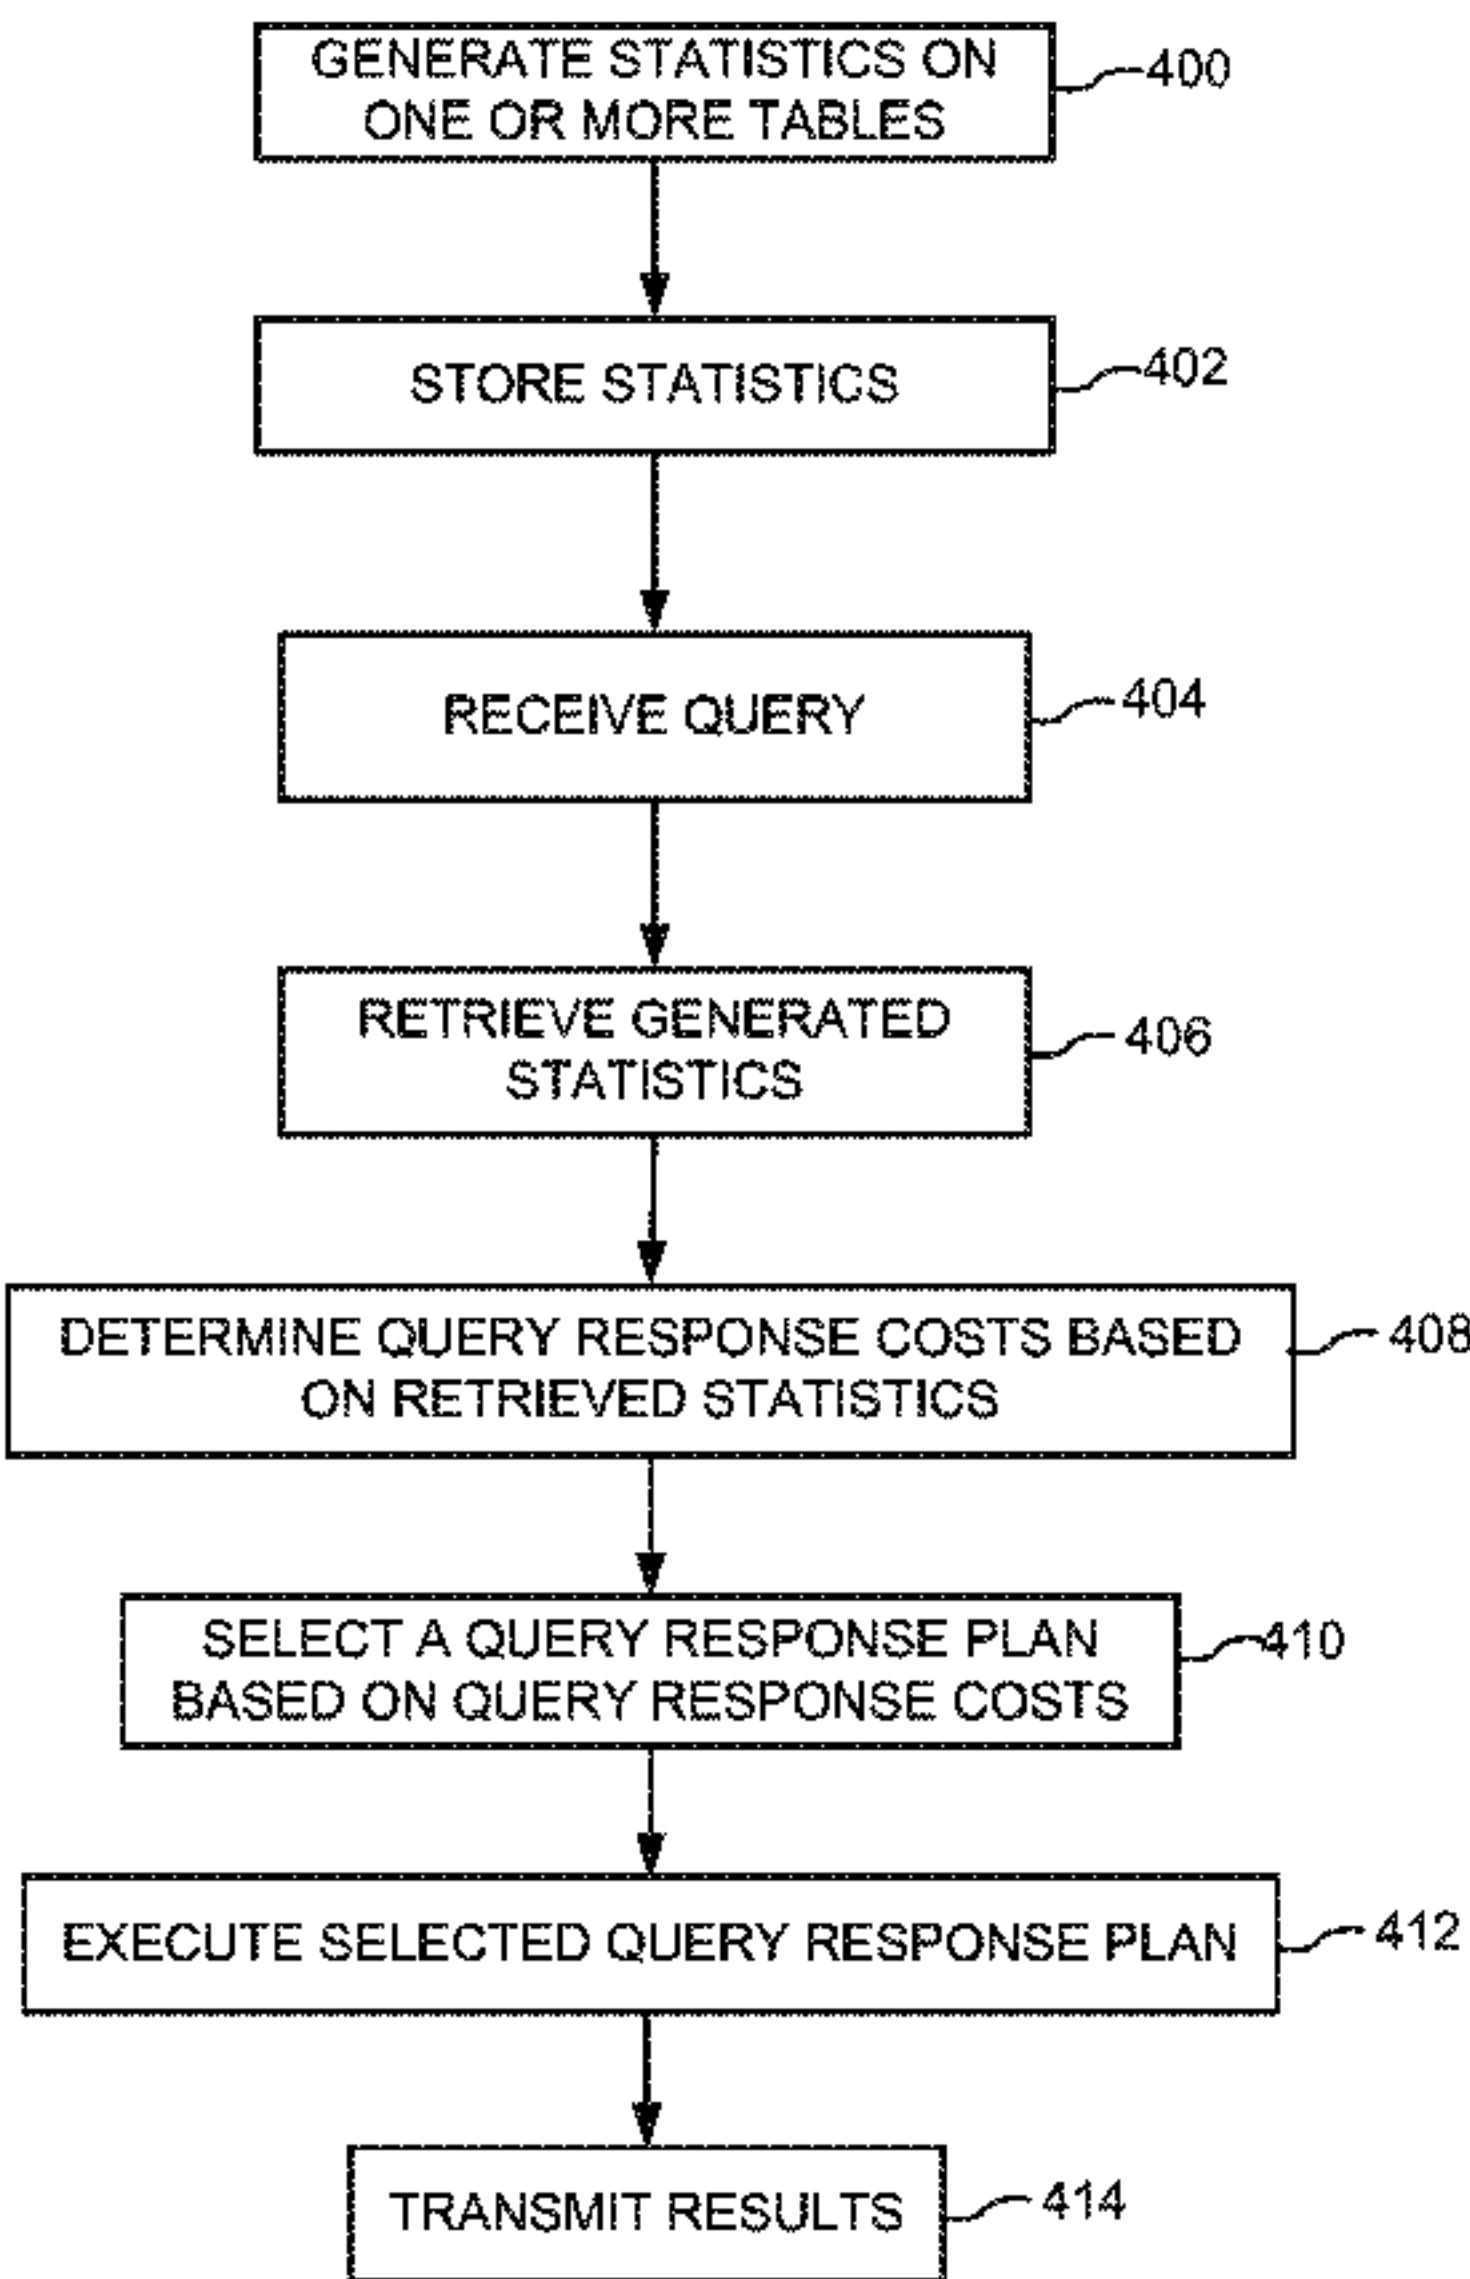 GENERATE STATISTICS ON
ONE OR MORE TABLES
400
STORE STATISTICS
402
RECEIVE QUERY
404
RETRIEVE GENERATED
STATISTICS
406
DETERMINE QUERY RESPONSE COSTS BASED
ON RETRIEVED STATISTICS
408
SELECT A QUERY RESPONSE PLAN
BASED ON QUERY RESPONSE COSTS
410
EXECUTE SELECTED QUERY RESPONSE PLAN
412
TRANSMIT RESULTS
414